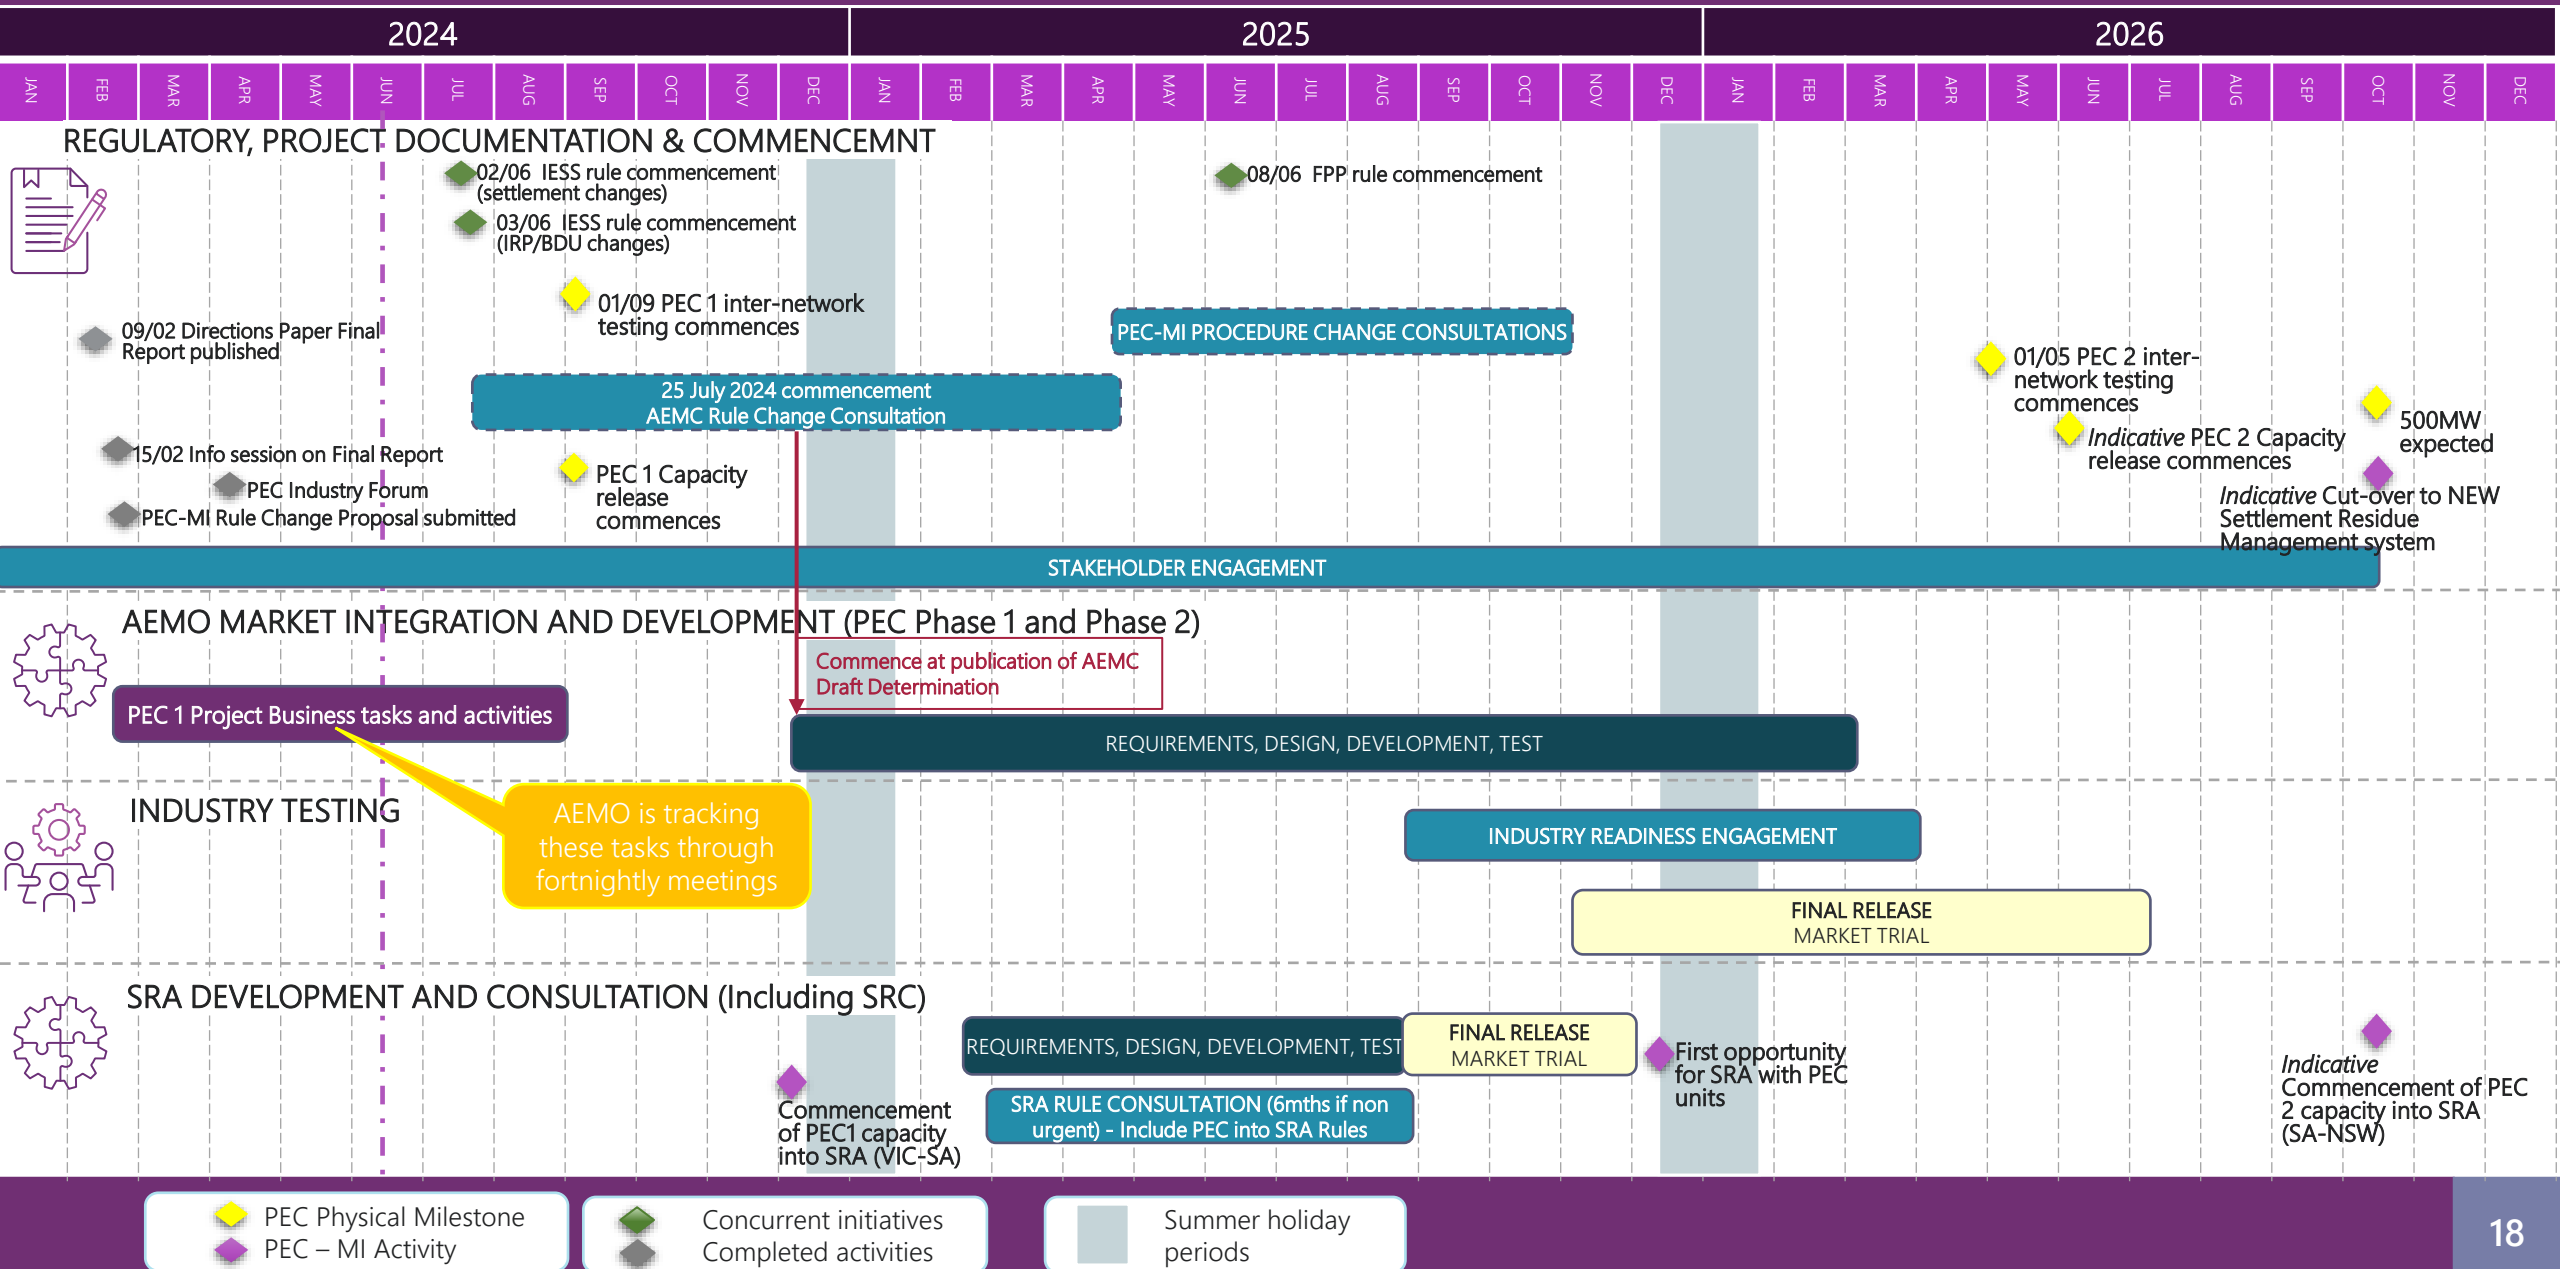 2024
2025
2026
JAN FEB MAR APR MAY JUN JUL AUG SEP OCT NOV DEC JAN FEB MAR APR MAY JUN JUL AUG SEP OCT NOV DEC JAN FEB MAR APR MAY JUN JUL AUG SEP OCT NOV DEC
REGULATORY, PROJECT DOCUMENTATION & COMMENCEMNT
02/06 IESS rule commencement
(settlement changes)
03/06 IESS rule commencement
(IRP/BDU changes)
08/06 FPP rule commencement
01/09 PEC 1 inter-network
testing commences
09/02 Directions Paper Final
Report published
PEC-MI PROCEDURE CHANGE CONSULTATIONS
01/05 PEC 2 inter-
network testing
commences
25 July 2024 commencement
AEMC Rule Change Consultation
500MW
expected
Indicative PEC 2 Capacity
release commences
15/02 Info session on Final Report
PEC Industry Forum
PEC-MI Rule Change Proposal submitted
PEC 1 Capacity
release
commences
Indicative Cut-over to NEW
Settlement Residue
Management system
STAKEHOLDER ENGAGEMENT
AEMO MARKET INTEGRATION AND DEVELOPMENT (PEC Phase 1 and Phase 2)
Commence at publication of AEMC
Draft Determination
PEC 1 Project Business tasks and activities
REQUIREMENTS, DESIGN, DEVELOPMENT, TEST
INDUSTRY TESTING
AEMO is tracking
these tasks through
fortnightly meetings
INDUSTRY READINESS ENGAGEMENT
FINAL RELEASE
MARKET TRIAL
SRA DEVELOPMENT AND CONSULTATION (Including SRC)
REQUIREMENTS, DESIGN, DEVELOPMENT, TEST
FINAL RELEASE
MARKET TRIAL
First opportunity
for SRA with PEC
units
Indicative
Commencement of PEC
2 capacity into SRA
(SA-NSW)
Commencement
of PEC1 capacity
into SRA (VIC-SA)
SRA RULE CONSULTATION (6mths if non
urgent) - Include PEC into SRA Rules
PEC Physical Milestone
PEC – MI Activity
Concurrent initiatives
Completed activities
Summer holiday
periods
18